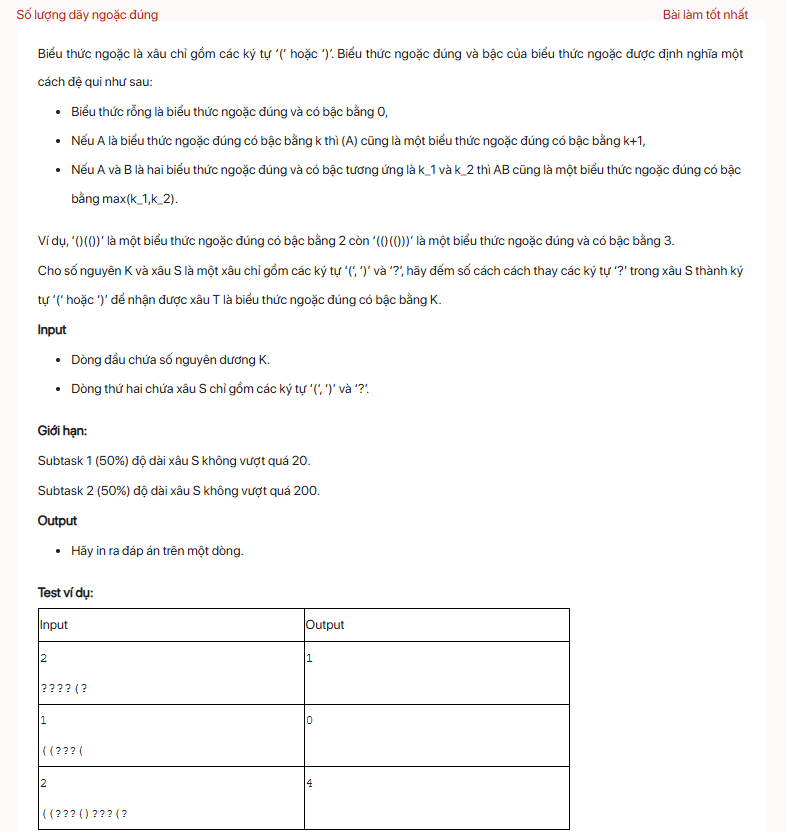 Số lượng dãy ngoặc đúng
Bài làm tốt nhất
Biểu thức ngoặc là xâu chỉ gồm các ký tự ‘(‘ hoặc ‘)’. Biểu thức ngoặc đúng và bậc của biểu thức ngoặc được định nghĩa một
cách đệ qui như sau:
• Biểu thức rỗng là biểu thức ngoặc đúng và có bậc bằng 0,
• Nếu A là biểu thức ngoặc đúng có bậc bằng k thì (A) cũng là một biểu thức ngoặc đúng có bậc bằng k+1,
• Nếu A và B là hai biểu thức ngoặc đúng và có bậc tương ứng là k_1 và k_2 thì AB cũng là một biểu thức ngoặc đúng có bậc
bằng max(k_1,k_2).
Ví dụ, ‘()(())’ là một biểu thức ngoặc đúng có bậc bằng 2 còn ‘(()(()))’ là một biểu thức ngoặc đúng và có bậc bằng 3.
Cho số nguyên K và xâu S là một xâu chỉ gồm các ký tự ‘(‘, ‘)’ và ‘?’, hãy đếm số cách cách thay các ký tự ‘?’ trong xâu S thành ký
tự ‘(‘ hoặc ‘)’ để nhận được xâu T là biểu thức ngoặc đúng có bậc bằng K.
Input
• Dòng đầu chứa số nguyên dương K.
• Dòng thứ hai chứa xâu S chỉ gồm các ký tự ‘(‘, ‘)’ và ‘?’.
Giới hạn:
Subtask 1 (50%) độ dài xâu S không vượt quá 20.
Subtask 2 (50%) độ dài xâu S không vượt quá 200.
Output
• Hãy in ra đáp án trên một dòng.
Test ví dụ:
Input Output
2 1
????(?
1 0
((???(
2 4
((???()???(?